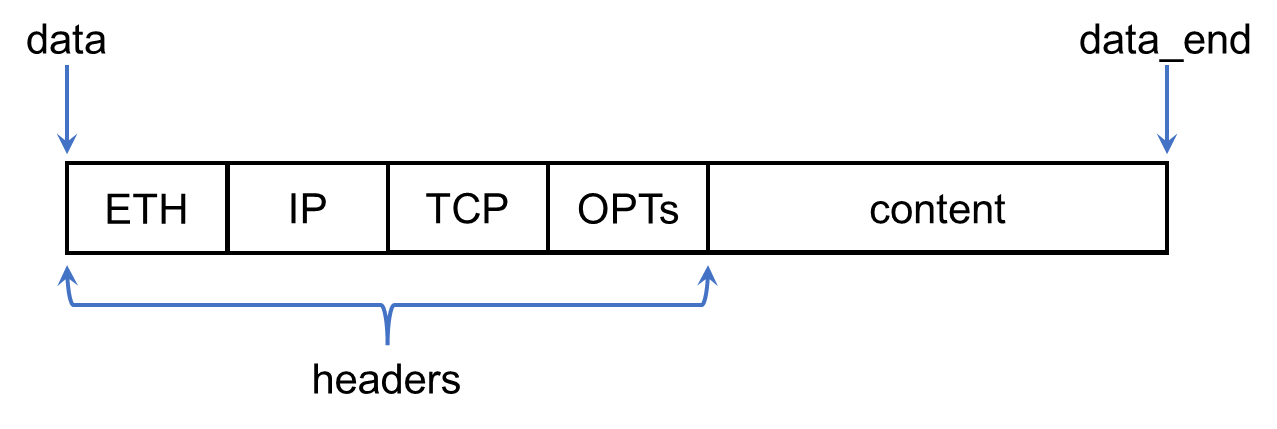 data
data_end
ETH
IP
TCP
OPTs
content
headers